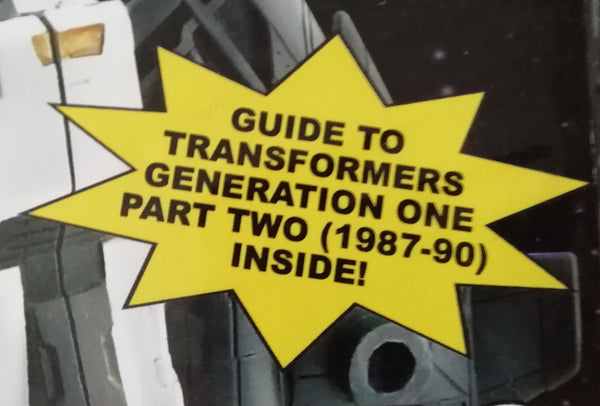 GUIDE TO
TRANSFORMERS
GENERATION ONE
PART TWO (1987-90)
INSIDE!